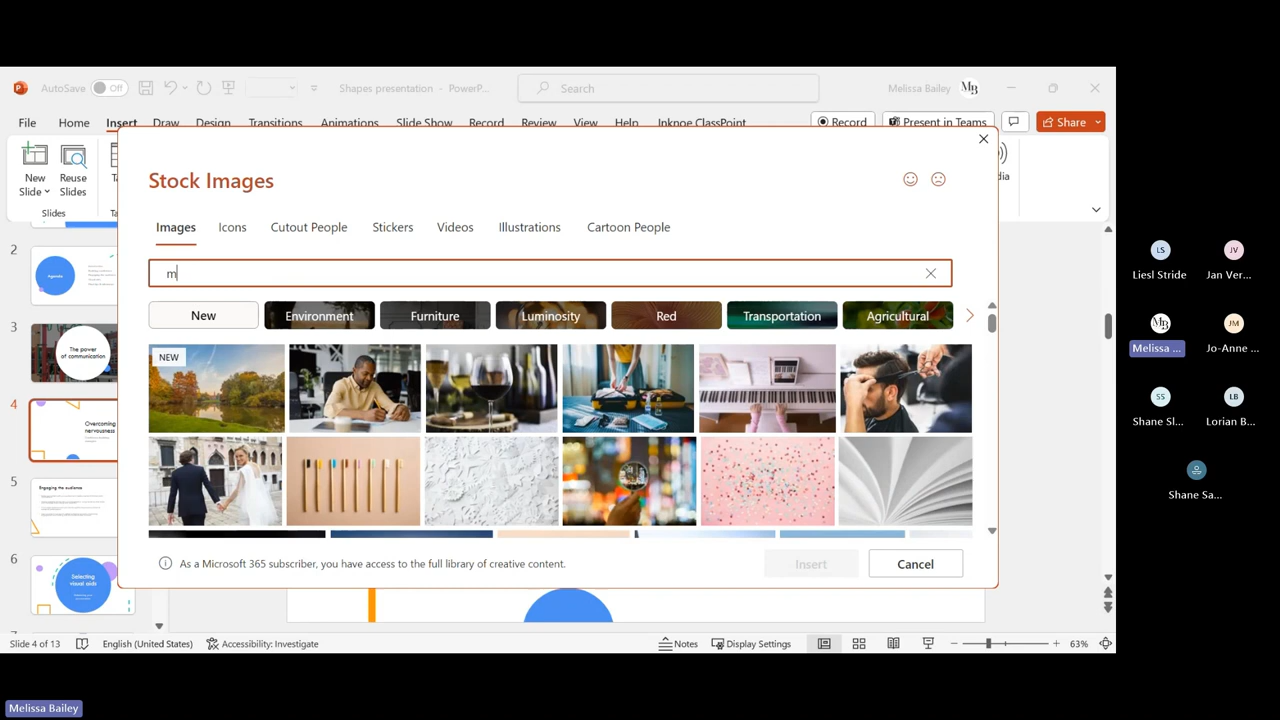 AutoSave Off Shapes presentation - PowerP... Search Melissa Bailey MB
File Home Insert Draw Design Transitions Animations Slide Show Record Review View Help Inknoe ClassPoint Record Present in Teams Share
New Slide Reuse Slides
Slides
Stock Images
Images Icons Cutout People Stickers Videos Illustrations Cartoon People
m
New Environment Furniture Luminosity Red Transportation Agricultural
NEW
2
Agenda
3
The power
of communication
4
Overcoming
nervousness
5
Engaging the audience
6
Selecting
visual aids
As a Microsoft 365 subscriber, you have access to the full library of creative content.
Insert Cancel
Slide 4 of 13 English (United States) Accessibility: Investigate Notes Display Settings 63%
LS JV
Liesl Stride Jan Ver...
MB JM
Melissa ... Jo-Anne ...
SS LB
Shane Sl... Lorian B...
Shane Sa...
Melissa Bailey